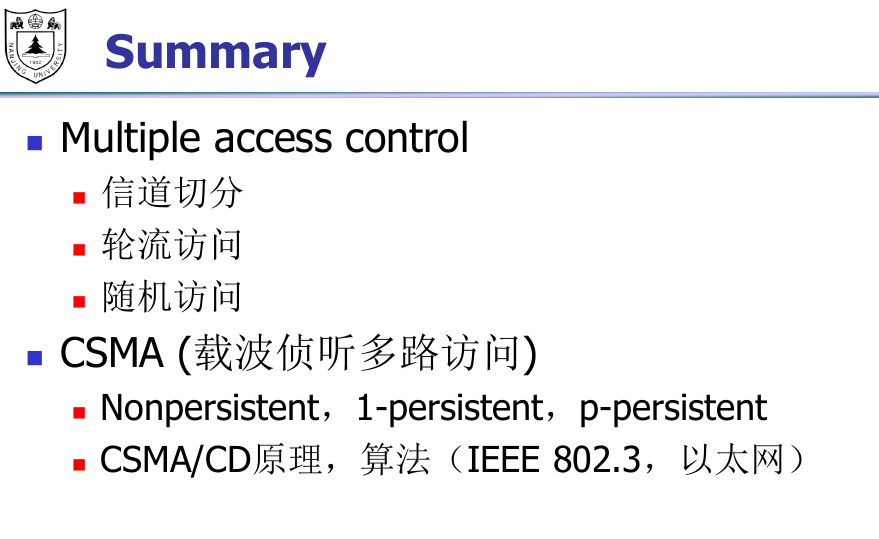 NANJING UNIVERSITY
1902
Summary
Multiple access control
信道切分
轮流访问
随机访问
CSMA (载波侦听多路访问)
Nonpersistent，1-persistent，p-persistent
CSMA/CD原理，算法（IEEE 802.3，以太网）